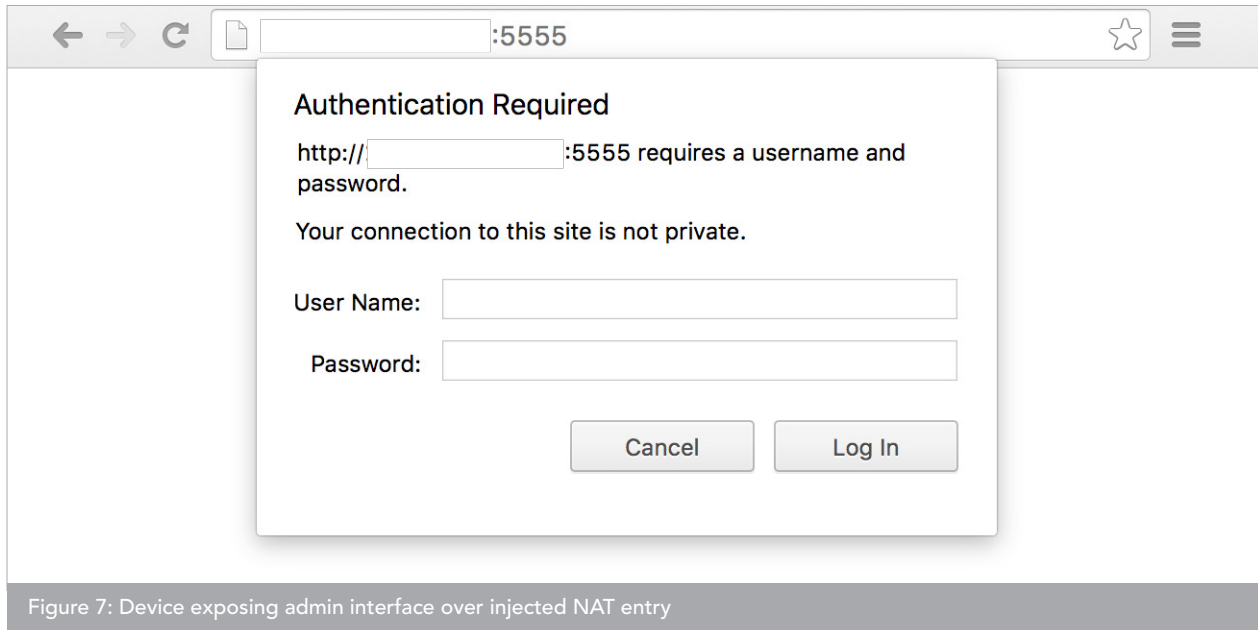 :5555
Authentication Required
http://:5555 requires a username and
password.
Your connection to this site is not private.
User Name:
Password:
Cancel
Log In
Figure 7: Device exposing admin interface over injected NAT entry